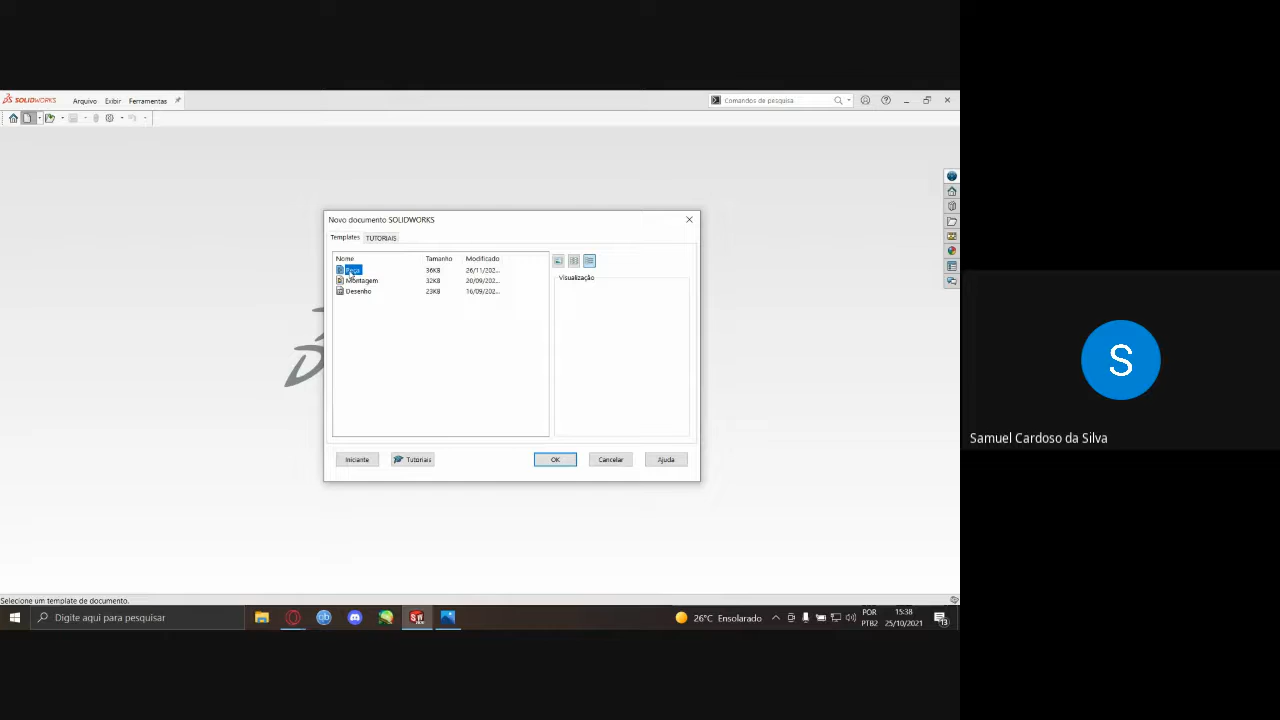 SOLIDWORKS Arquivo Exibir Ferramentas Comandos de pesquisa
Novo documento SOLIDWORKS
Templates TUTORIAIS
Nome Tamanho Modificado
Peça 36KB 26/11/202...
Montagem 32KB 20/09/202...
Desenho 23KB 16/09/202...
Visualização
Iniciante Tutoriais OK Cancelar Ajuda
S
Samuel Cardoso da Silva
Selecione um template de documento.
Digite aqui para pesquisar 26°C Ensolarado POR 15:38
PTB2 25/10/2021